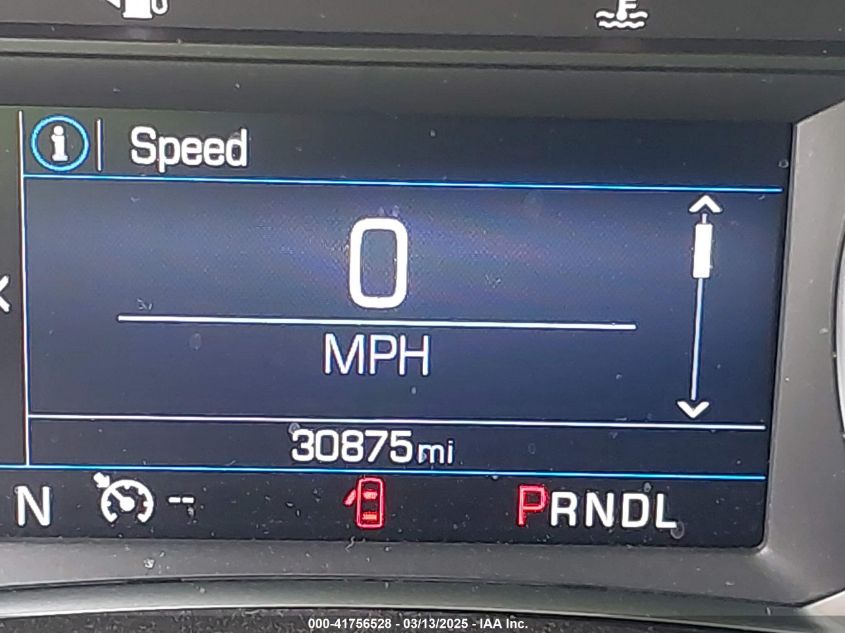 Speed
0
MPH
30875mi
N -- PRNDL
000-41756528 - 03/13/2025 - IAA Inc.